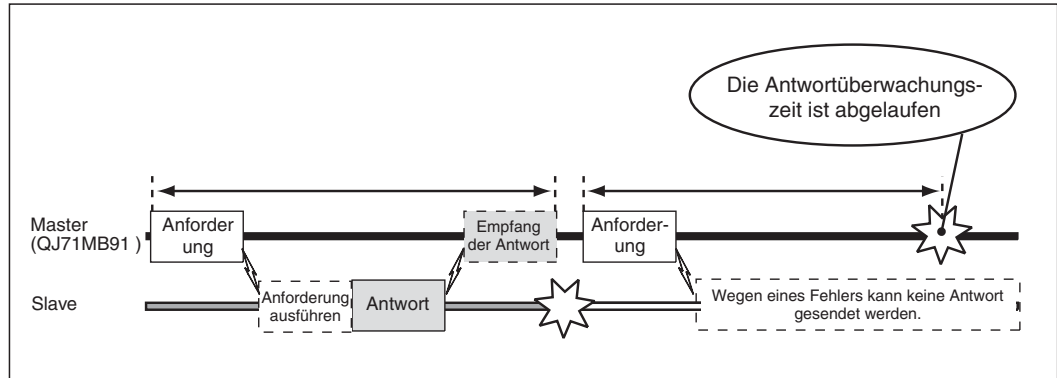 Die Antwortüberwachungs-
zeit ist abgelaufen
Master
(QJ71MB91 )
Anforder
ung
Empfang
der Antwort
Anforder-
ung
Slave
Anforderung
ausführen
Antwort
Wegen eines Fehlers kann keine Antwort
gesendet werden.